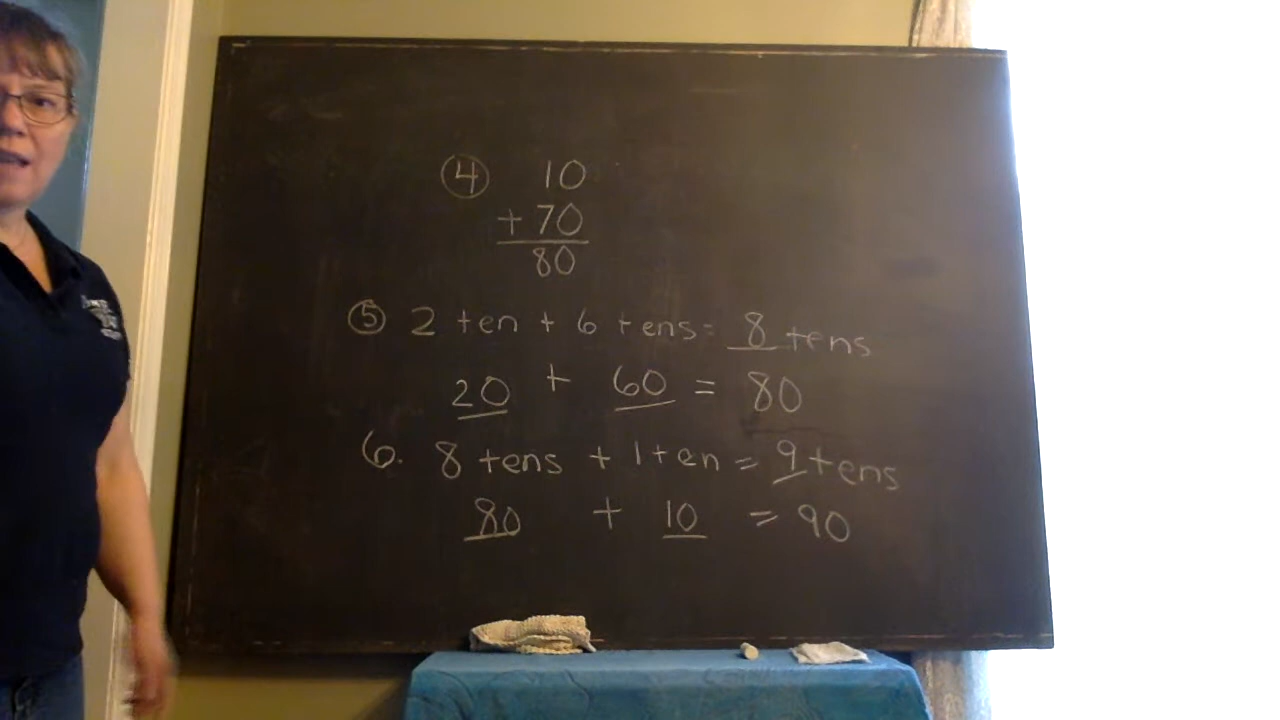 ④ 10
+ 70
80
⑤ 2 ten + 6 tens = 8 tens
20 + 60 = 80
6. 8 tens + 1 ten = 9 tens
80 + 10 = 90